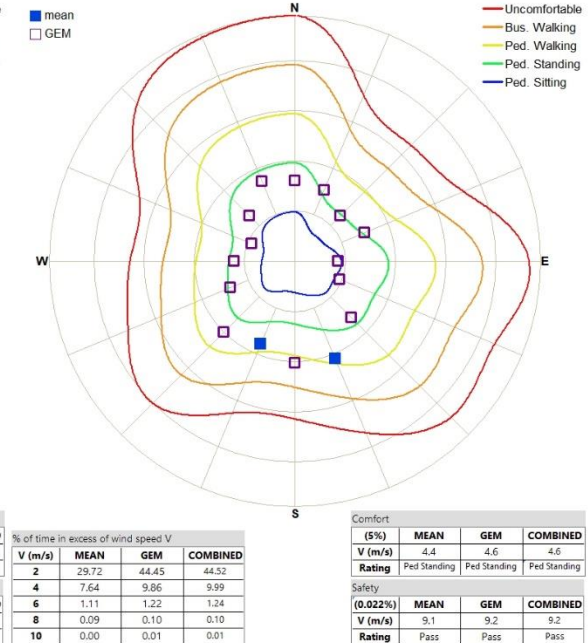 mean
GEM
N
Uncomfortable
Bus. Walking
Ped. Walking
Ped. Standing
Ped. Sitting
W
E
S
% of time in excess of wind speed V
V (m/s) MEAN GEM COMBINED
2 29.72 44.45 44.52
4 7.64 9.86 9.99
6 1.11 1.22 1.24
8 0.09 0.10 0.10
10 0.00 0.01 0.01
Comfort
(5%) MEAN GEM COMBINED
V (m/s) 4.4 4.6 4.6
Rating Ped Standing Ped Standing Ped Standing
Safety
(0.022%) MEAN GEM COMBINED
V (m/s) 9.1 9.2 9.2
Rating Pass Pass Pass